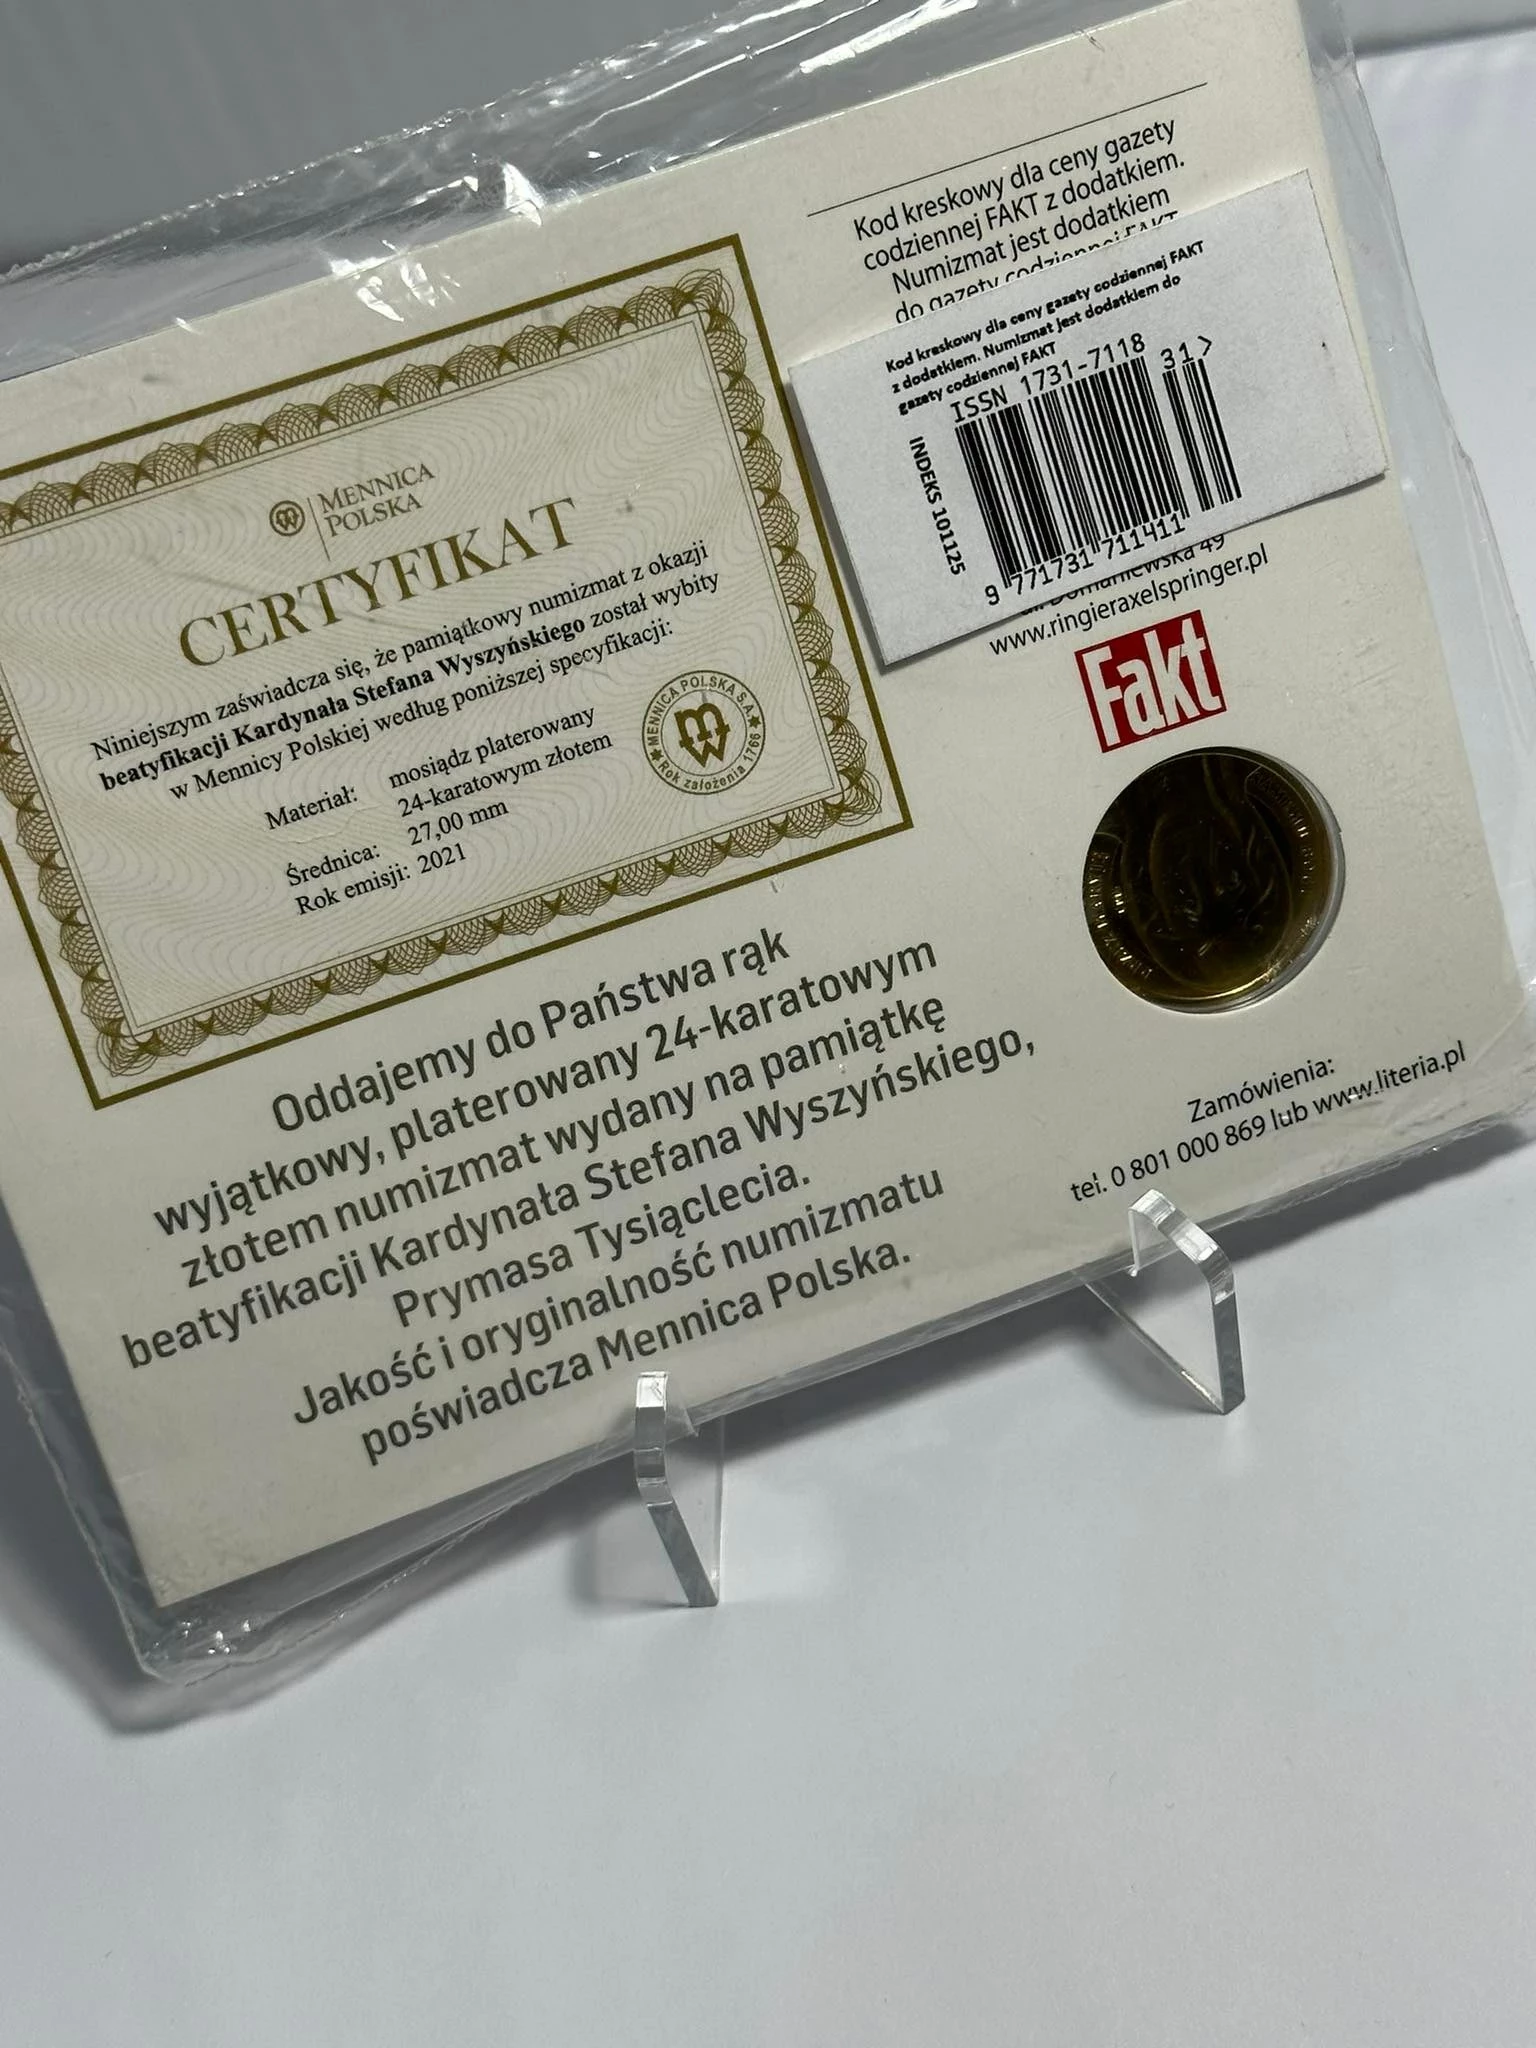 MENNICA
POLSKA
CERTYFIKAT
Niniejszym zaświadcza się, że pamiątkowy numizmat z okazji
beatyfikacji Kardynała Stefana Wyszyńskiego został wybity
w Mennicy Polskiej według poniższej specyfikacji:
Materiał: mosiądz platerowany
24-karatowym złotem
Średnica: 27,00 mm
Rok emisji: 2021
MENNICA POLSKA S.A.
Rok założenia 1766
Oddajemy do Państwa rąk
wyjątkowy, platerowany 24-karatowym
złotem numizmat wydany na pamiątkę
beatyfikacji Kardynała Stefana Wyszyńskiego,
Prymasa Tysiąclecia.
Jakość i oryginalność numizmatu
poświadcza Mennica Polska.
Kod kreskowy dla ceny gazety
codziennej FAKT z dodatkiem.
Numizmat jest dodatkiem
do gazety codziennej FAKT
Kod kreskowy dla ceny gazety codziennej FAKT
z dodatkiem. Numizmat jest dodatkiem do
gazety codziennej FAKT
ISSN 1731-7118
31>
INDEKS 101125
9 771731 711411
49
www.ringieraxelspringer.pl
Fakt
Zamówienia:
tel. 0 801 000 869 lub www.literia.pl